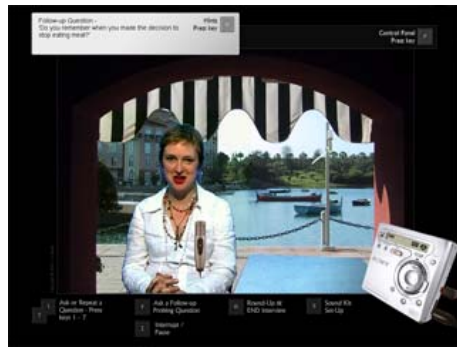 Follow-up Question -
'Do you remember when you made the decision to
stop eating meat?'
Hints
Press key
Control Panel
Press key
Ask or Repeat a
Question - Press
keys 1 - 7
Ask a Follow-up
Probing Question
Round-Up &
END Interview
Sound Kit
Set-Up
Interrupt /
Pause